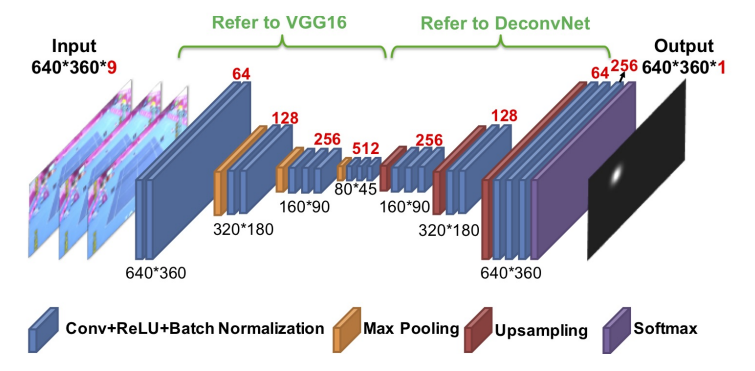 Refer to VGG16
Refer to DeconvNet
Input
640*360*9
Output
640*360*1
64
128
256
512
256
128
64
256
640*360
320*180
160*90
80*45
160*90
320*180
640*360
Conv+ReLU+Batch Normalization
Max Pooling
Upsampling
Softmax